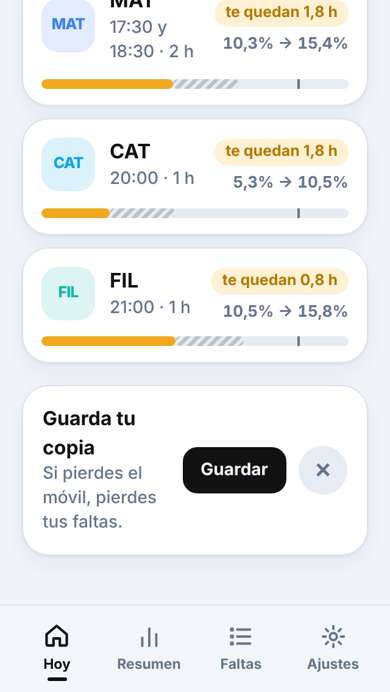 MAT
te quedan 1,8 h
MAT
17:30 y
18:30 · 2 h
10,3% → 15,4%
CAT
CAT
te quedan 1,8 h
20:00 · 1 h
5,3% → 10,5%
FIL
FIL
te quedan 0,8 h
21:00 · 1 h
10,5% → 15,8%
Guarda tu
copia
Si pierdes el
móvil, pierdes
tus faltas.
Guardar
Hoy
Resumen
Faltas
Ajustes